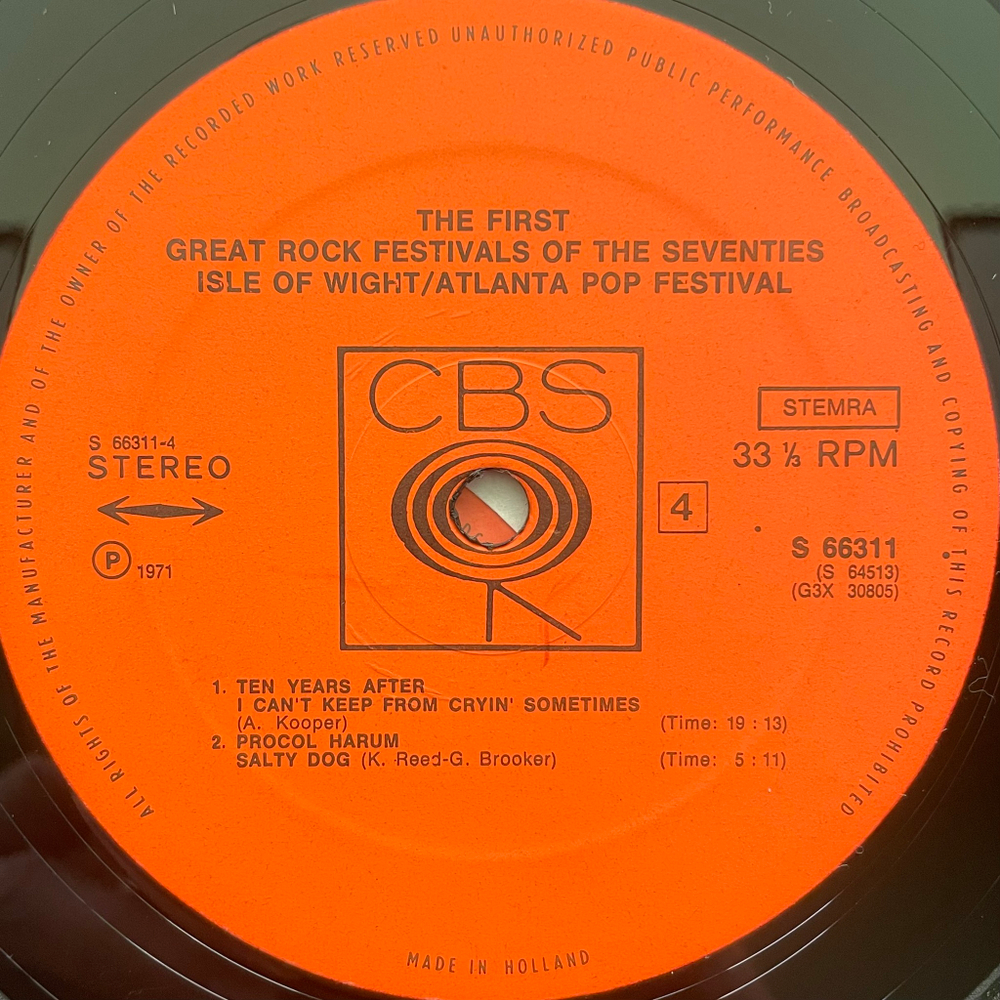 ALL RIGHTS OF THE MANUFACTURER AND OF THE OWNER OF THE RECORDED WORK RESERVED UNAUTHORIZED PUBLIC PERFORMANCE BROADCASTING AND COPYING OF THIS RECORD PROHIBITED
THE FIRST
GREAT ROCK FESTIVALS OF THE SEVENTIES
ISLE OF WIGHT/ATLANTA POP FESTIVAL
CBS
STEMRA
S 66311-4
STEREO
33 ⅓ RPM
4
P 1971
S 66311
(S 64513)
(G3X 30805)
1. TEN YEARS AFTER
I CAN'T KEEP FROM CRYIN' SOMETIMES
(A. Kooper) (Time: 19 : 13)
2. PROCOL HARUM
SALTY DOG (K. Reed-G. Brooker) (Time: 5 : 11)
MADE IN HOLLAND